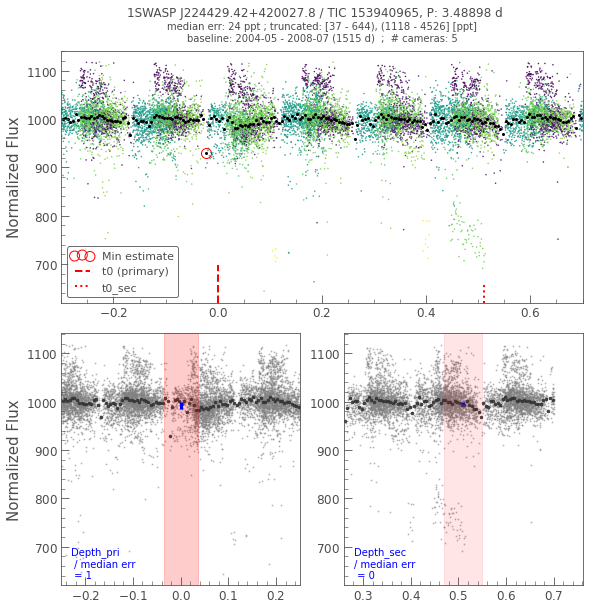 1SWASP J224429.42+420027.8 / TIC 153940965, P: 3.48898 d
median err: 24 ppt ; truncated: [37 - 644), (1118 - 4526] [ppt]
baseline: 2004-05 - 2008-07 (1515 d)  ;  # cameras: 5
Normalized Flux
1100
1000
900
800
700
Min estimate
t0 (primary)
t0_sec
−0.2
0.0
0.2
0.4
0.6
Normalized Flux
1100
1000
900
800
700
Depth_pri
/ median err
= 1
−0.2
−0.1
0.0
0.1
0.2
1100
1000
900
800
700
Depth_sec
/ median err
= 0
0.3
0.4
0.5
0.6
0.7